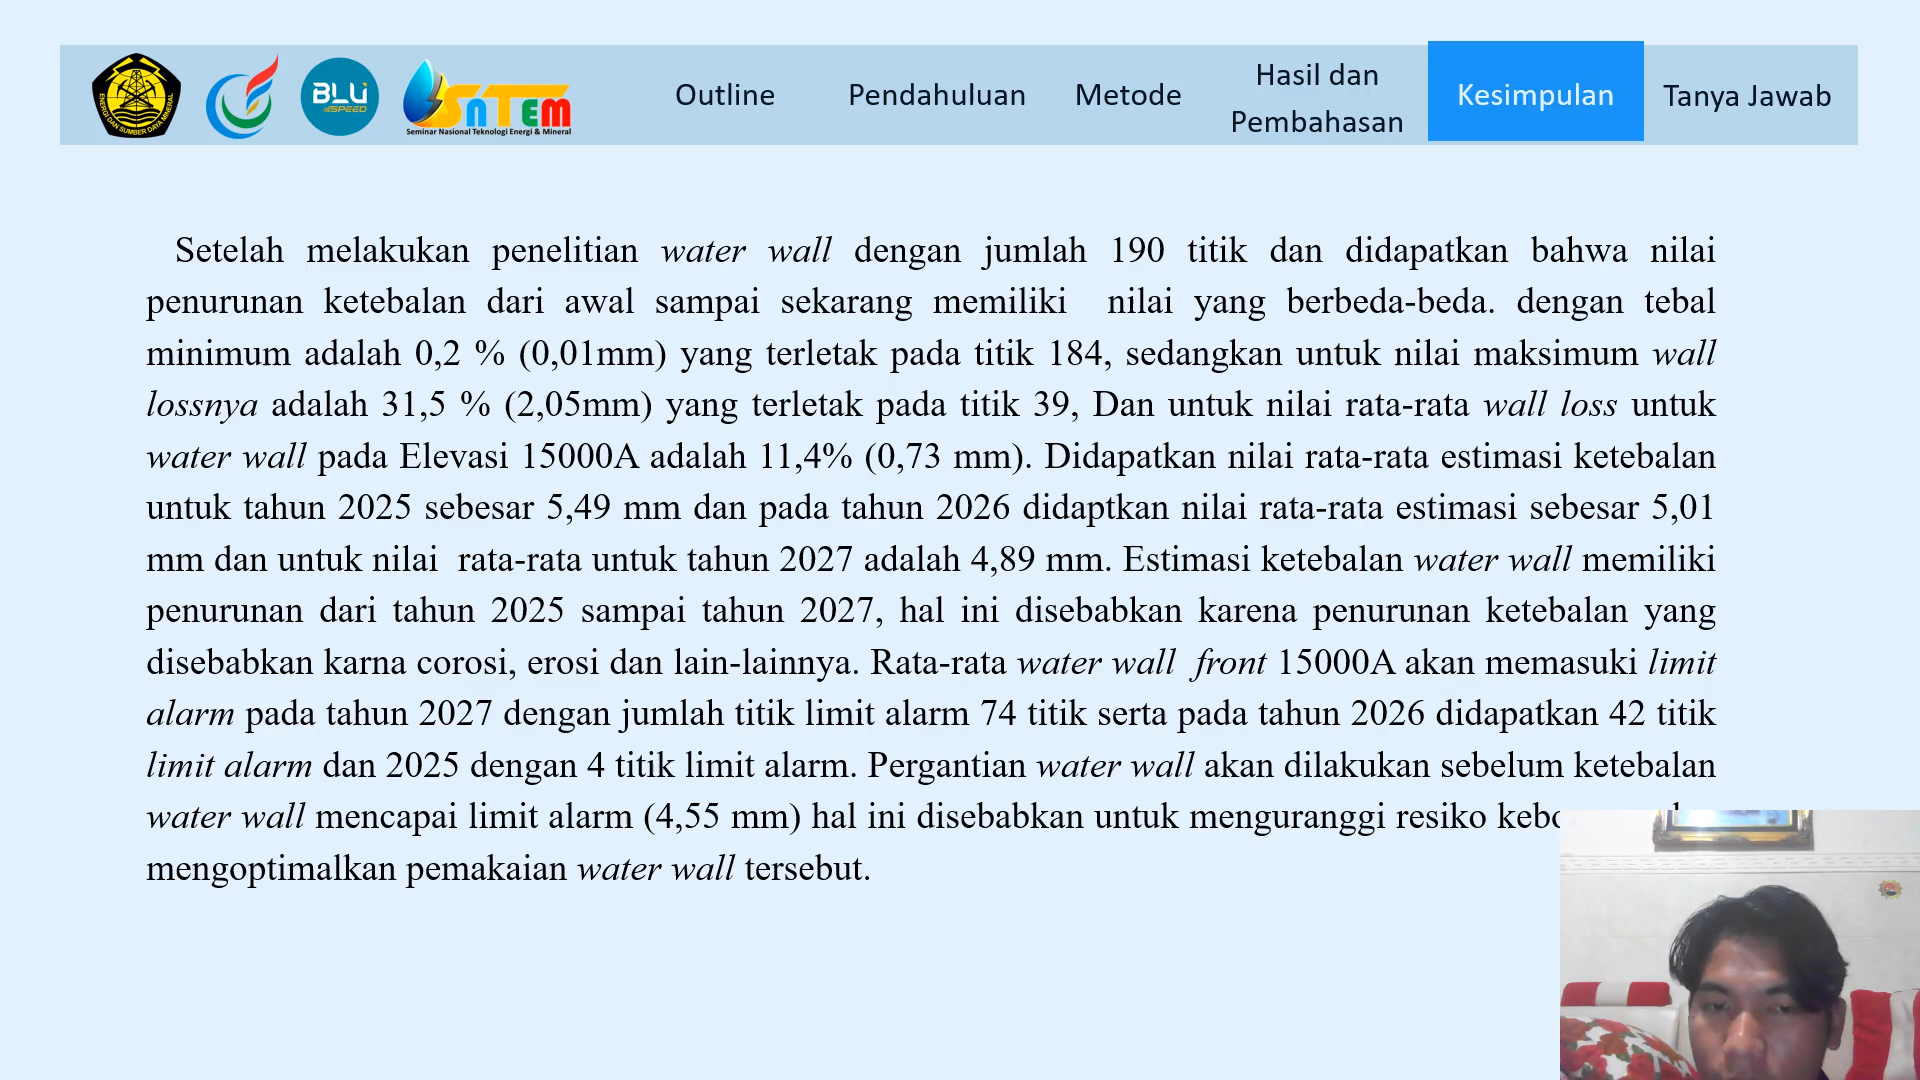 ENERGI DAN SUMBER DAYA MINERAL
BLU
SPEED
SNTEM
Seminar Nasional Teknologi Energi & Mineral
Outline
Pendahuluan
Metode
Hasil dan
Pembahasan
Kesimpulan
Tanya Jawab
Setelah melakukan penelitian water wall dengan jumlah 190 titik dan didapatkan bahwa nilai
penurunan ketebalan dari awal sampai sekarang memiliki nilai yang berbeda-beda. dengan tebal
minimum adalah 0,2 % (0,01mm) yang terletak pada titik 184, sedangkan untuk nilai maksimum wall
lossnya adalah 31,5 % (2,05mm) yang terletak pada titik 39, Dan untuk nilai rata-rata wall loss untuk
water wall pada Elevasi 15000A adalah 11,4% (0,73 mm). Didapatkan nilai rata-rata estimasi ketebalan
untuk tahun 2025 sebesar 5,49 mm dan pada tahun 2026 didaptkan nilai rata-rata estimasi sebesar 5,01
mm dan untuk nilai rata-rata untuk tahun 2027 adalah 4,89 mm. Estimasi ketebalan water wall memiliki
penurunan dari tahun 2025 sampai tahun 2027, hal ini disebabkan karena penurunan ketebalan yang
disebabkan karna corosi, erosi dan lain-lainnya. Rata-rata water wall front 15000A akan memasuki limit
alarm pada tahun 2027 dengan jumlah titik limit alarm 74 titik serta pada tahun 2026 didapatkan 42 titik
limit alarm dan 2025 dengan 4 titik limit alarm. Pergantian water wall akan dilakukan sebelum ketebalan
water wall mencapai limit alarm (4,55 mm) hal ini disebabkan untuk menguranggi resiko
mengoptimalkan pemakaian water wall tersebut.